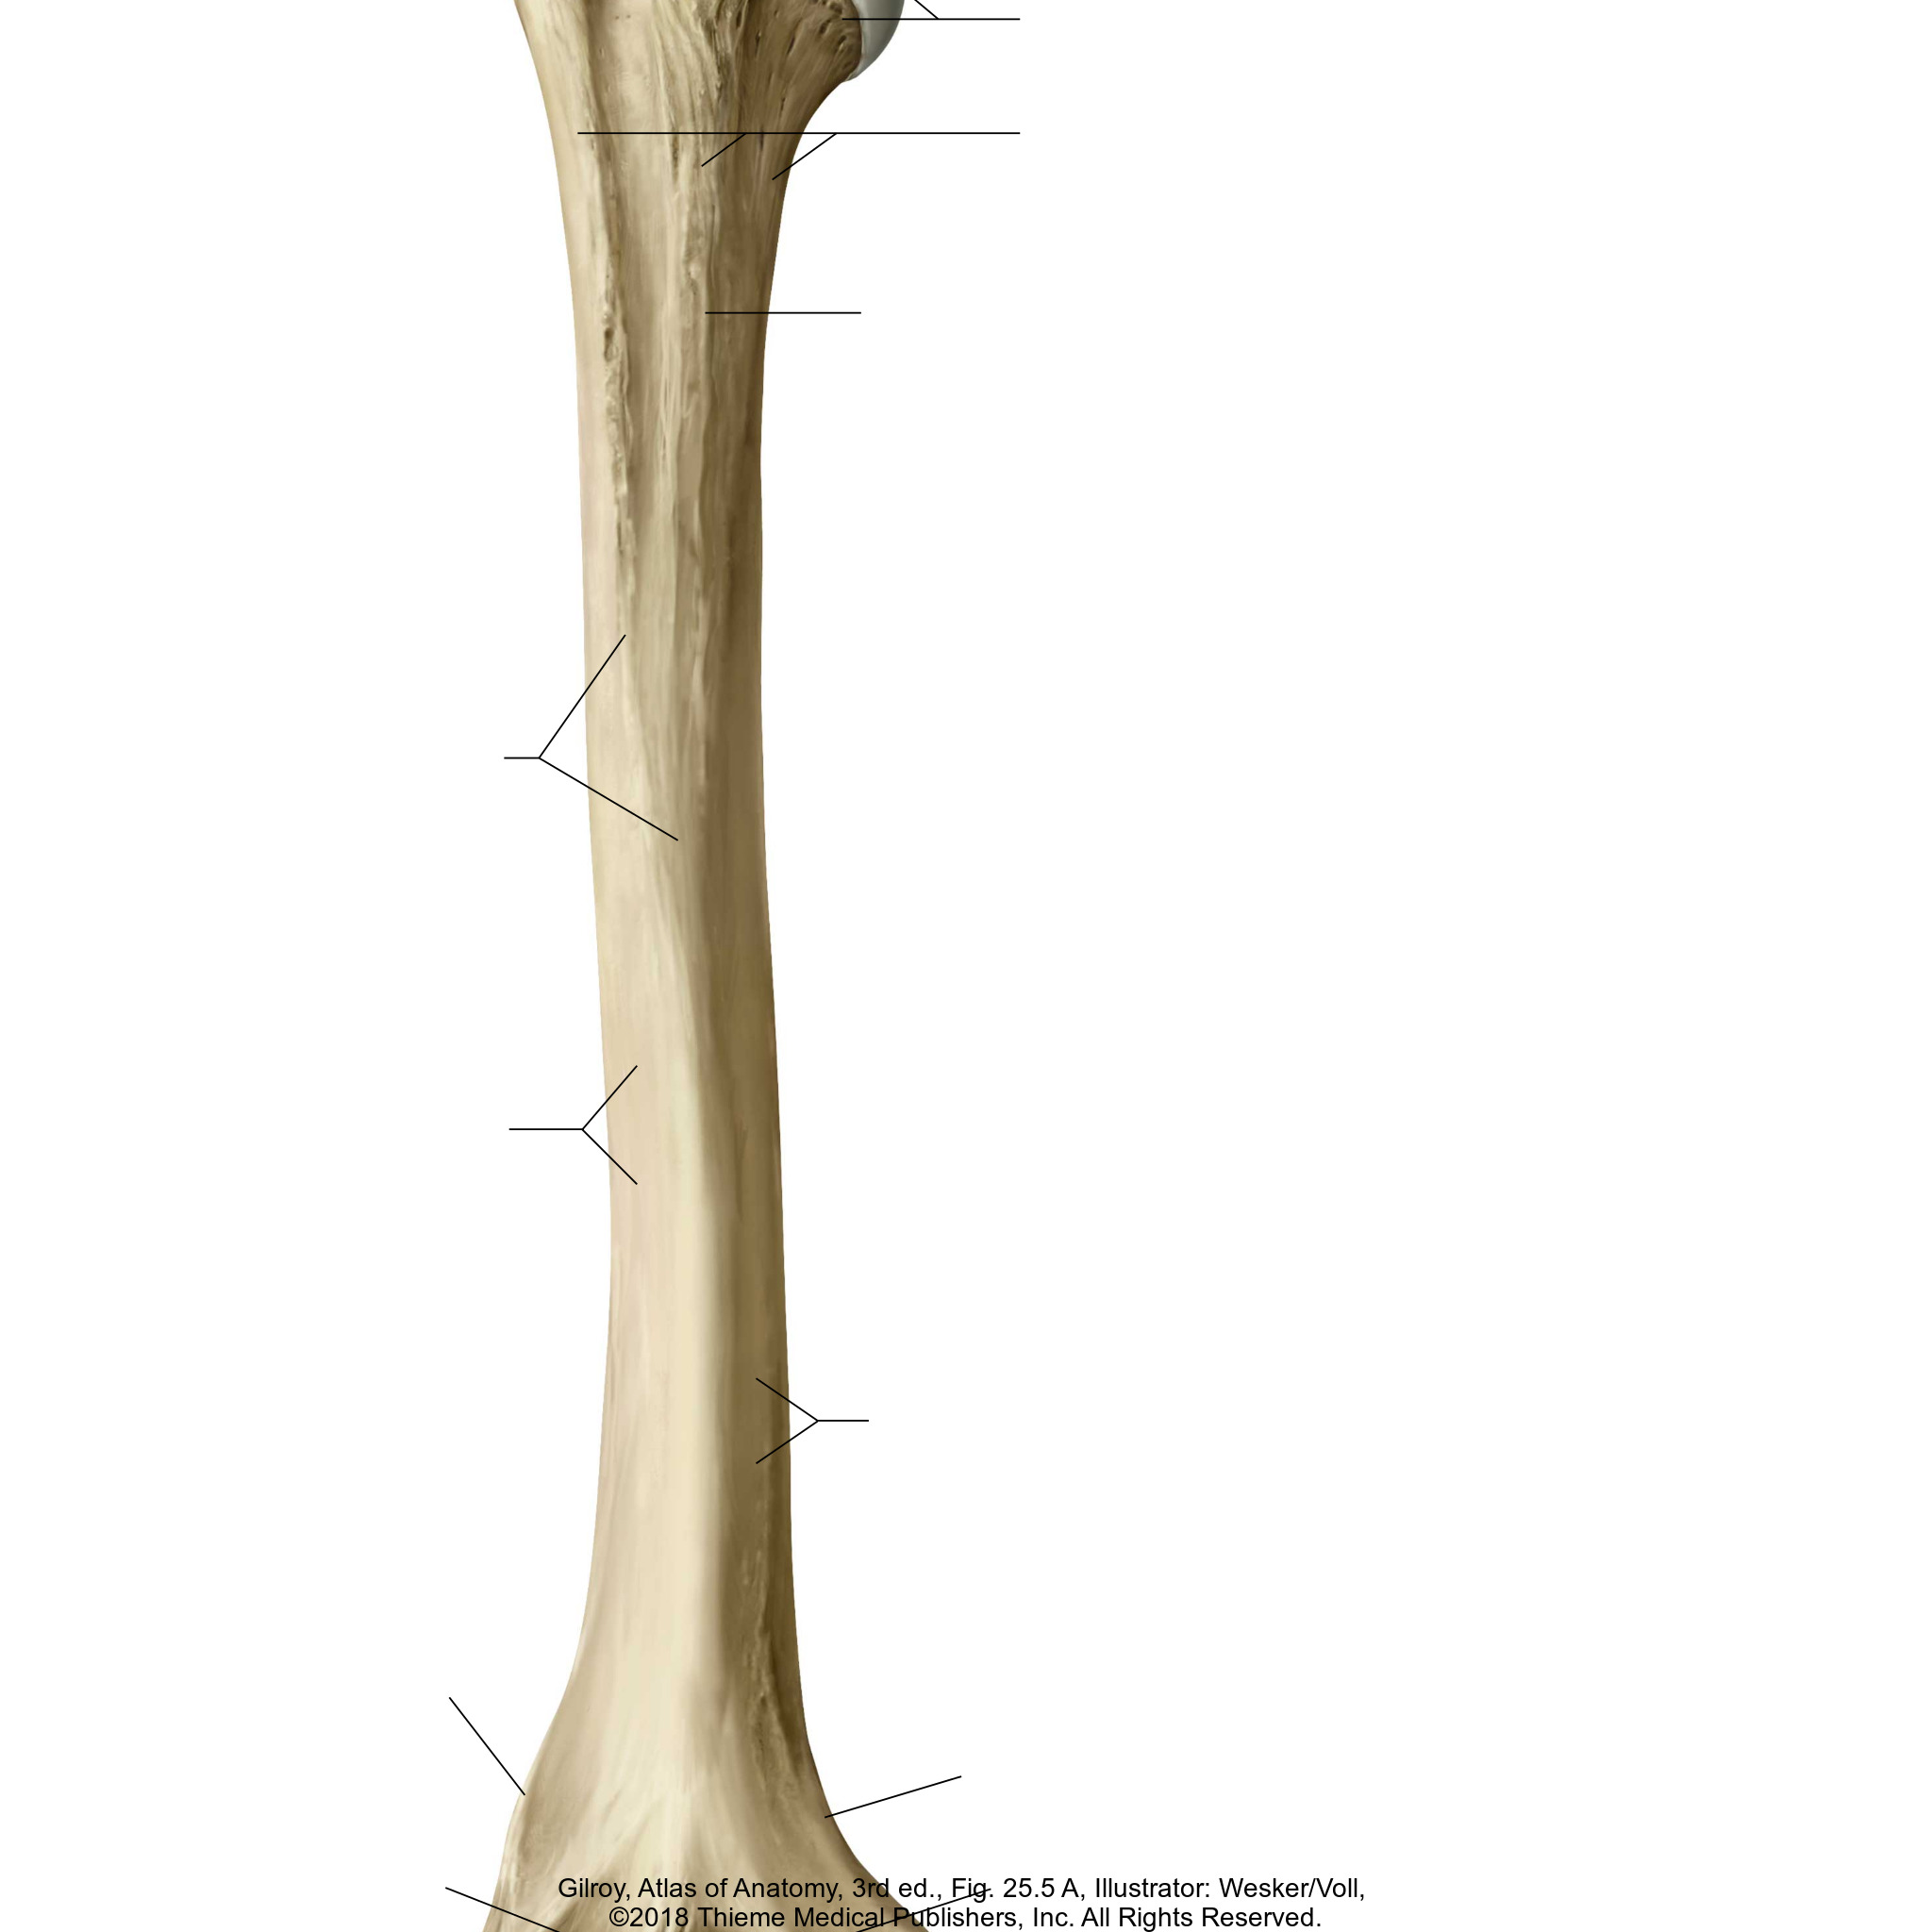 Gilroy, Atlas of Anatomy, 3rd ed., Fig. 25.5 A, Illustrator: Wesker/Voll,
©2018 Thieme Medical Publishers, Inc. All Rights Reserved.